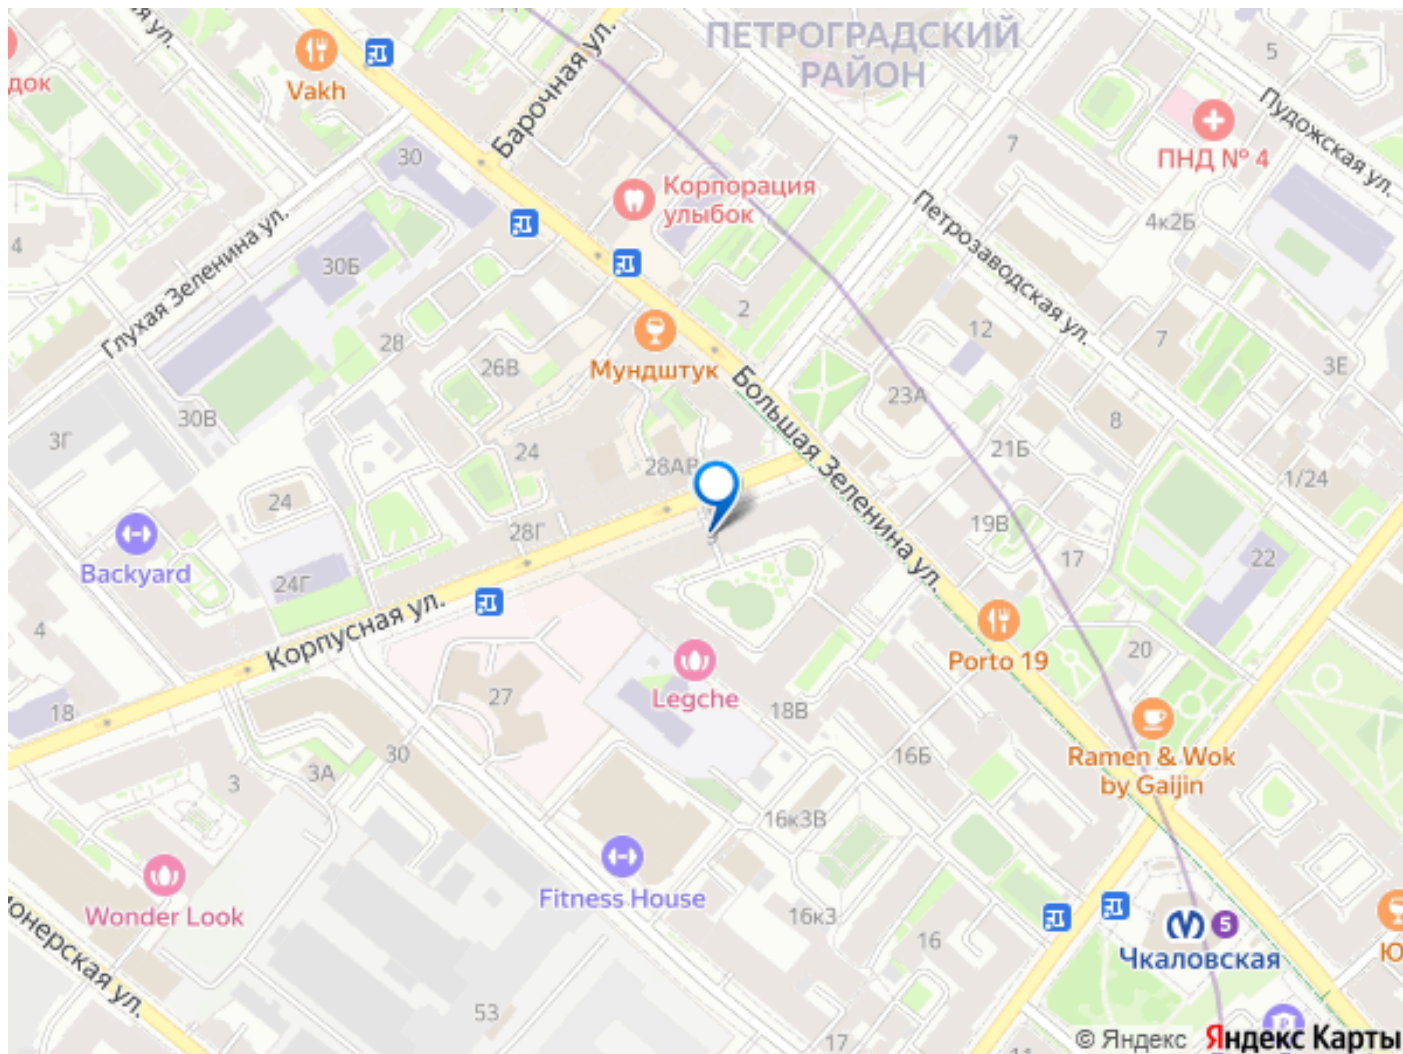 ая ул.
ПЕТРОГРАДСКИЙ
РАЙОН
5
Vakh
док
Барочная ул.
Пудожская ул.
ПНД № 4
7
30
Корпорация
улыбок
4к2Б
Петрозаводская ул.
4
Глухая Зеленина ул.
30Б
2
12
7
3Е
28
26В
Мундштук
Большая Зеленина ул.
23А
8
30В
3Г
21Б
24
28АВ
1/24
24
19В
28Г
17
22
Backyard
24Г
Корпусная ул.
4
Porto 19
20
Legche
27
18
18В
Ramen & Wok
by Gaijin
16Б
30
3А
3
16к3В
Fitness House
Wonder Look
16к3
16
5
Чкаловская
Ю
онерская ул.
53
17
11
© Яндекс
Яндекс Карты